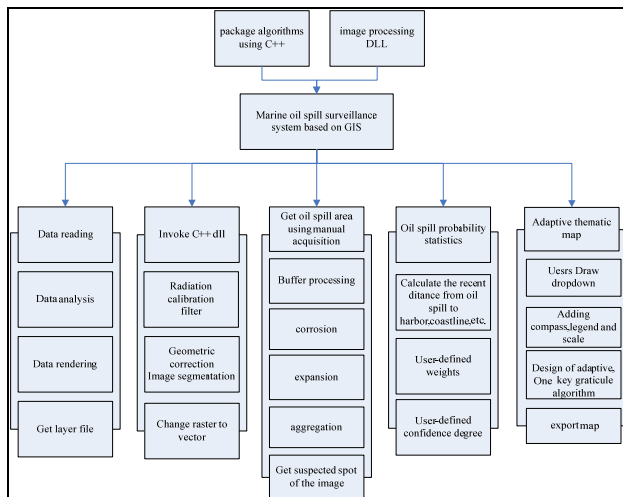 package algorithms
using C++
image processing
DLL
Marine oil spill surveillance
system based on GIS
Data reading
Data analysis
Data rendering
Get layer file
Invoke C++ dll
Radiation
calibration
filter
Geometric
correction
Image segmentation
Change raster to
vector
Get oil spill area
using manual
acquisition
Buffer processing
corrosion
expansion
aggregation
Get suspected spot
of the image
Oil spill probability
statistics
Calculate the recent
ditance from oil
spill to
harbor,coastline,etc.
User-defined
weights
User-defined
confidence degree
Adaptive thematic
map
Uesrs Draw
dropdown
Adding
compass,legend and
scale
Design of adaptive,
One key graticule
algorithm
export map